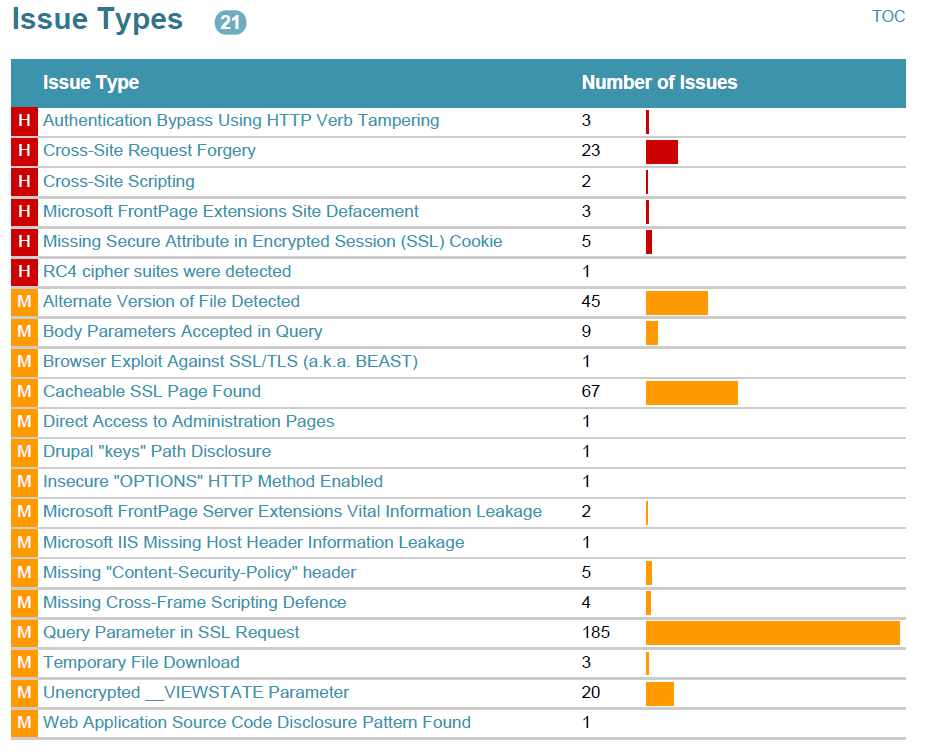 Issue Types 21 TOC
Issue Type Number of Issues
H Authentication Bypass Using HTTP Verb Tampering 3
H Cross-Site Request Forgery 23
H Cross-Site Scripting 2
H Microsoft FrontPage Extensions Site Defacement 3
H Missing Secure Attribute in Encrypted Session (SSL) Cookie 5
H RC4 cipher suites were detected 1
M Alternate Version of File Detected 45
M Body Parameters Accepted in Query 9
M Browser Exploit Against SSL/TLS (a.k.a. BEAST) 1
M Cacheable SSL Page Found 67
M Direct Access to Administration Pages 1
M Drupal "keys" Path Disclosure 1
M Insecure "OPTIONS" HTTP Method Enabled 1
M Microsoft FrontPage Server Extensions Vital Information Leakage 2
M Microsoft IIS Missing Host Header Information Leakage 1
M Missing "Content-Security-Policy" header 5
M Missing Cross-Frame Scripting Defence 4
M Query Parameter in SSL Request 185
M Temporary File Download 3
M Unencrypted __VIEWSTATE Parameter 20
M Web Application Source Code Disclosure Pattern Found 1